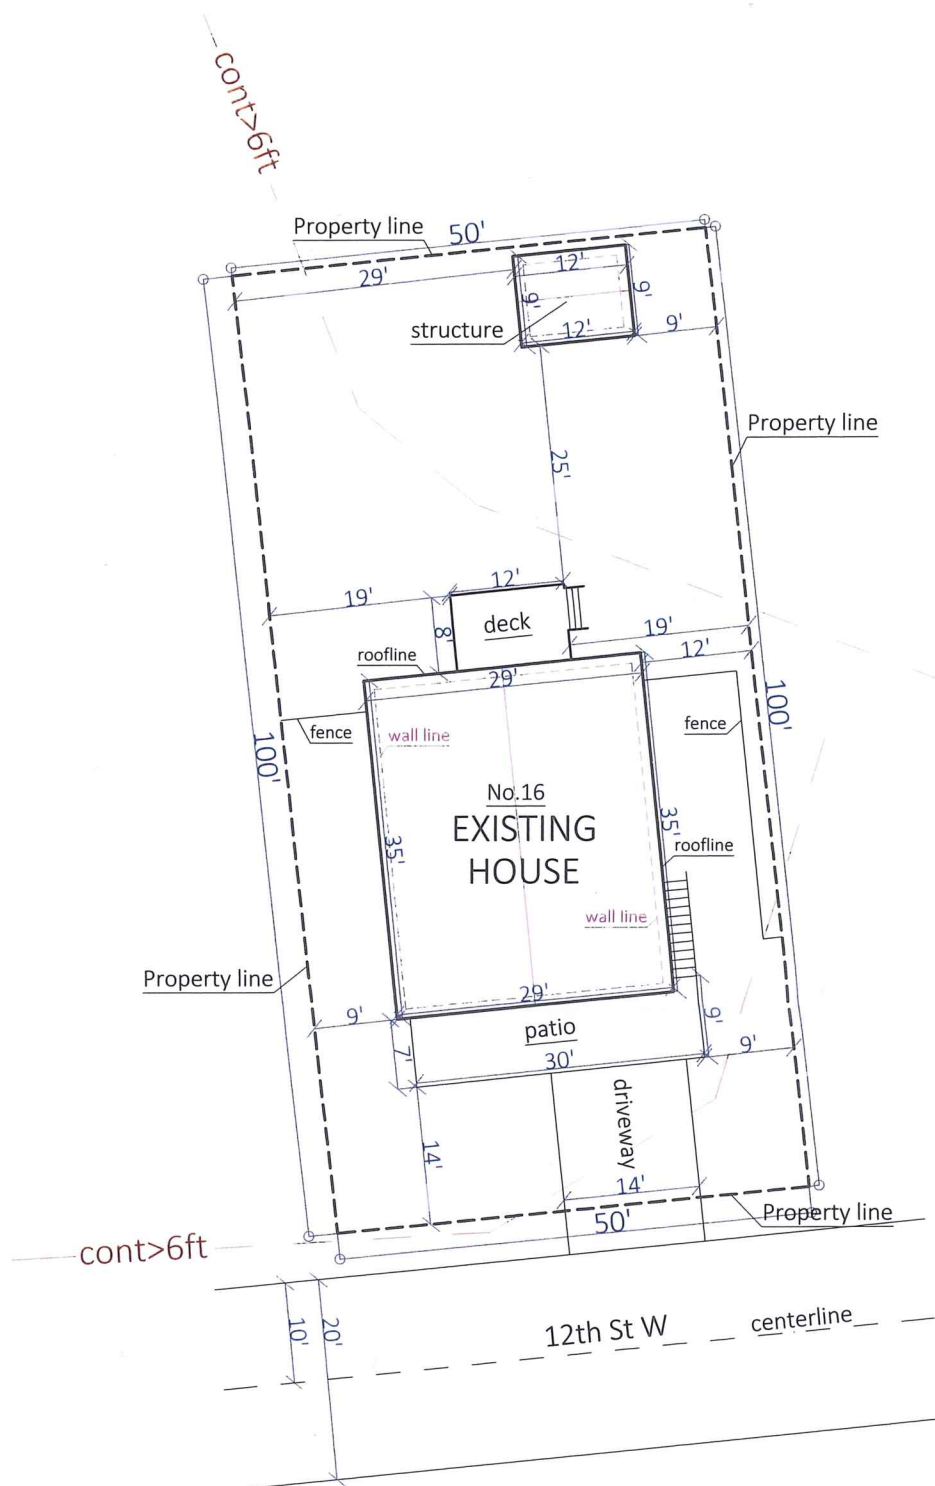 cont>6ft
Property line
50'
29'
12'
9'
9'
structure
12'
9'
Property line
25'
12'
19'
deck
8'
19'
12'
roofline
29'
fence
wall line
fence
100'
100'
No.16
EXISTING
HOUSE
35'
35'
roofline
wall line
Property line
29'
9'
patio
9'
7'
30'
9'
driveway
14'
14'
Property line
50'
cont>6ft
10'
20'
12th St W
centerline